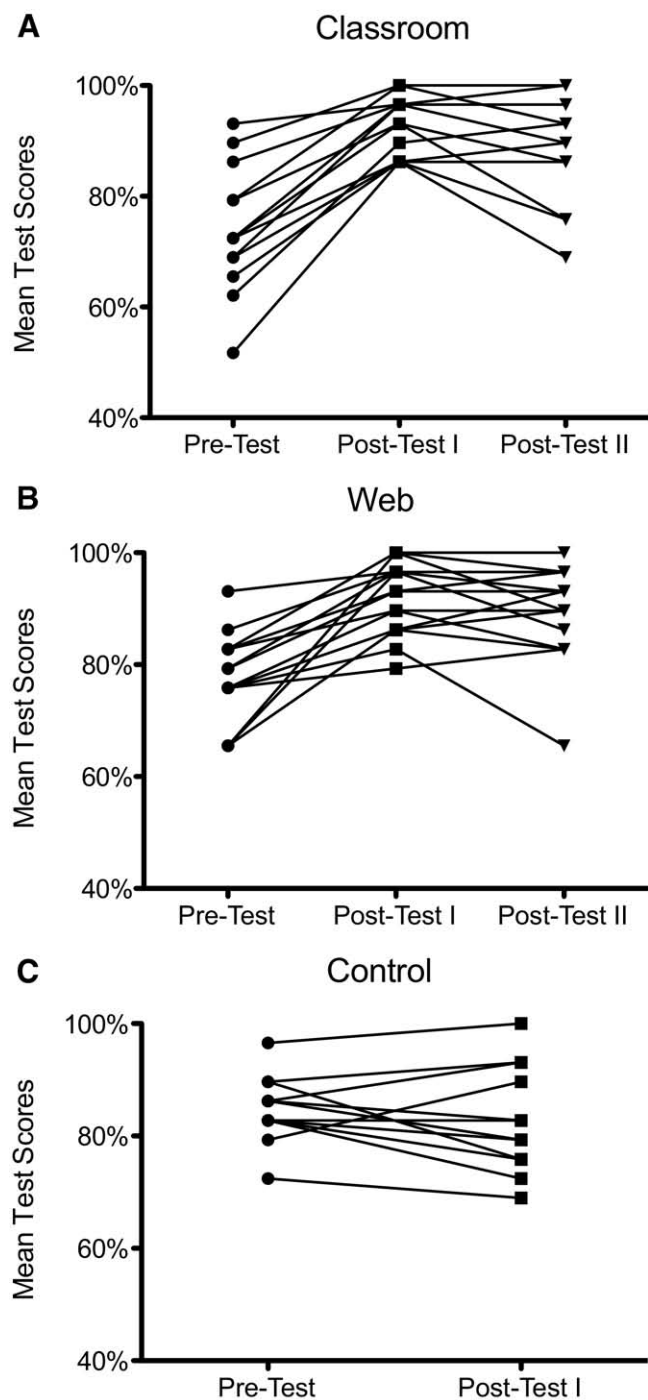 A
Classroom
Mean Test Scores
100%
80%
60%
40%
Pre-Test
Post-Test I
Post-Test II
B
Web
Mean Test Scores
100%
80%
60%
40%
Pre-Test
Post-Test I
Post-Test II
C
Control
Mean Test Scores
100%
80%
60%
40%
Pre-Test
Post-Test I